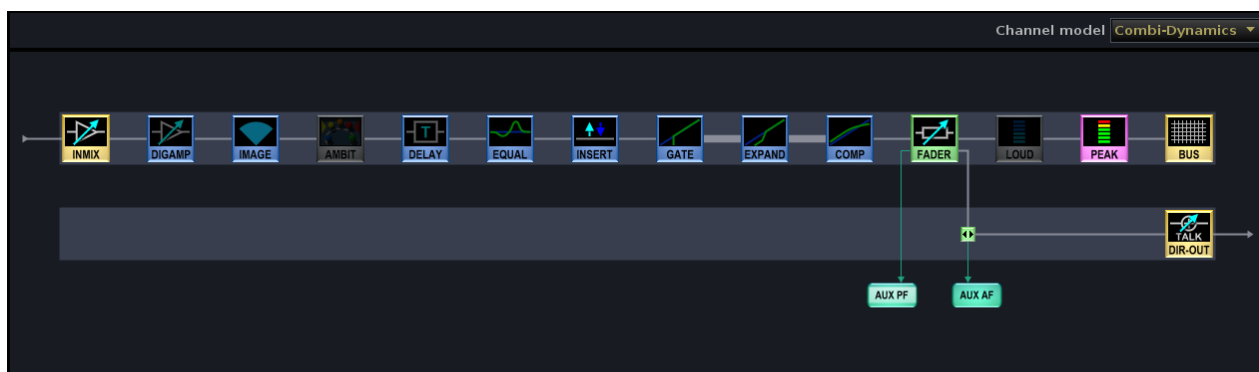 Channel model Combi-Dynamics
INMIX DIGAMP IMAGE AMBIT DELAY EQUAL INSERT GATE EXPAND COMP FADER LOUD PEAK BUS
T
TALK
DIR-OUT
AUX PF AUX AF